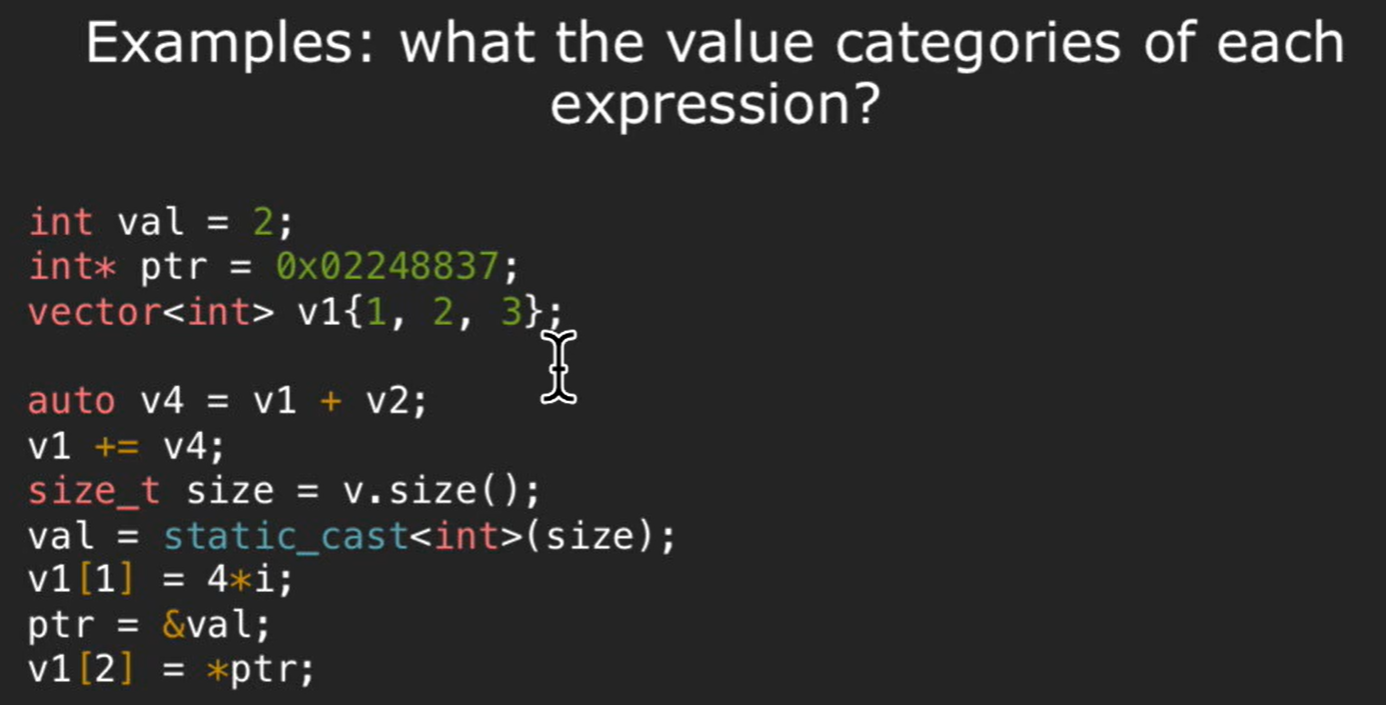 Examples: what the value categories of each
expression?
int val = 2;
int* ptr = 0x02248837;
vector<int> v1{1, 2, 3};
auto v4 = v1 + v2;
v1 += v4;
size_t size = v.size();
val = static_cast<int>(size);
v1[1] = 4*i;
ptr = &val;
v1[2] = *ptr;